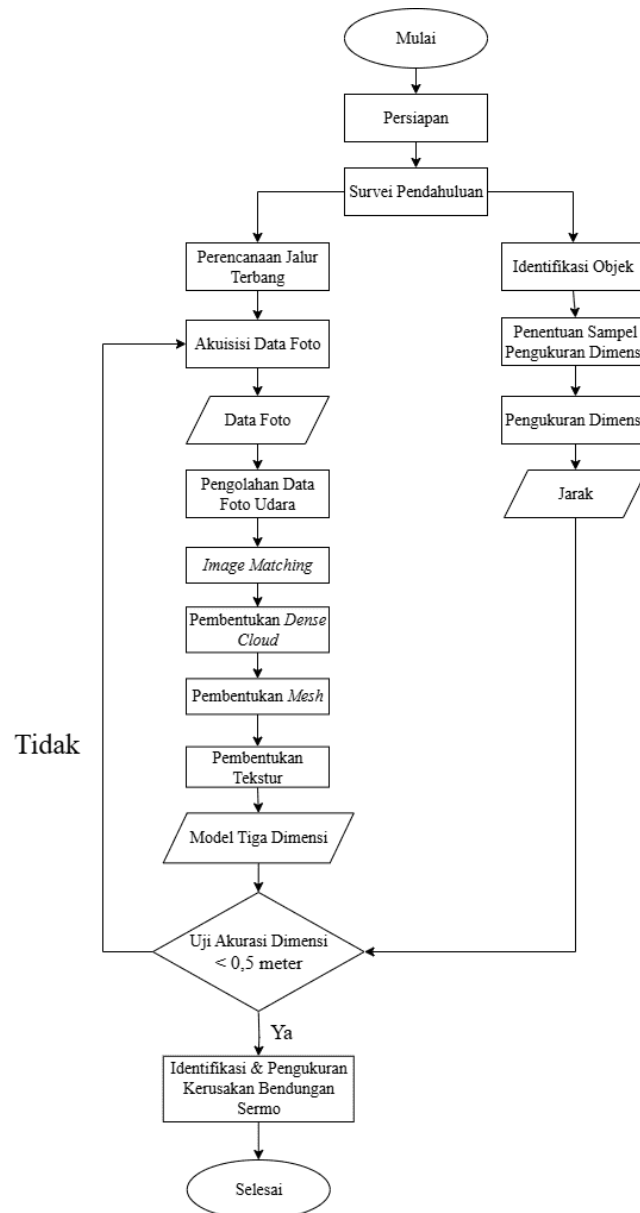 Mulai
Persiapan
Survei Pendahuluan
Perencanaan Jalur
Terbang
Identifikasi Objek
Akuisisi Data Foto
Penentuan Sampel
Pengukuran Dimens
Data Foto
Pengukuran Dimens
Pengolahan Data
Foto Udara
Jarak
Image Matching
Pembentukan Dense
Cloud
Pembentukan Mesh
Tidak
Pembentukan
Tekstur
Model Tiga Dimensi
Uji Akurasi Dimensi
< 0,5 meter
Ya
Identifikasi & Pengukuran
Kerusakan Bendungan
Sermo
Selesai